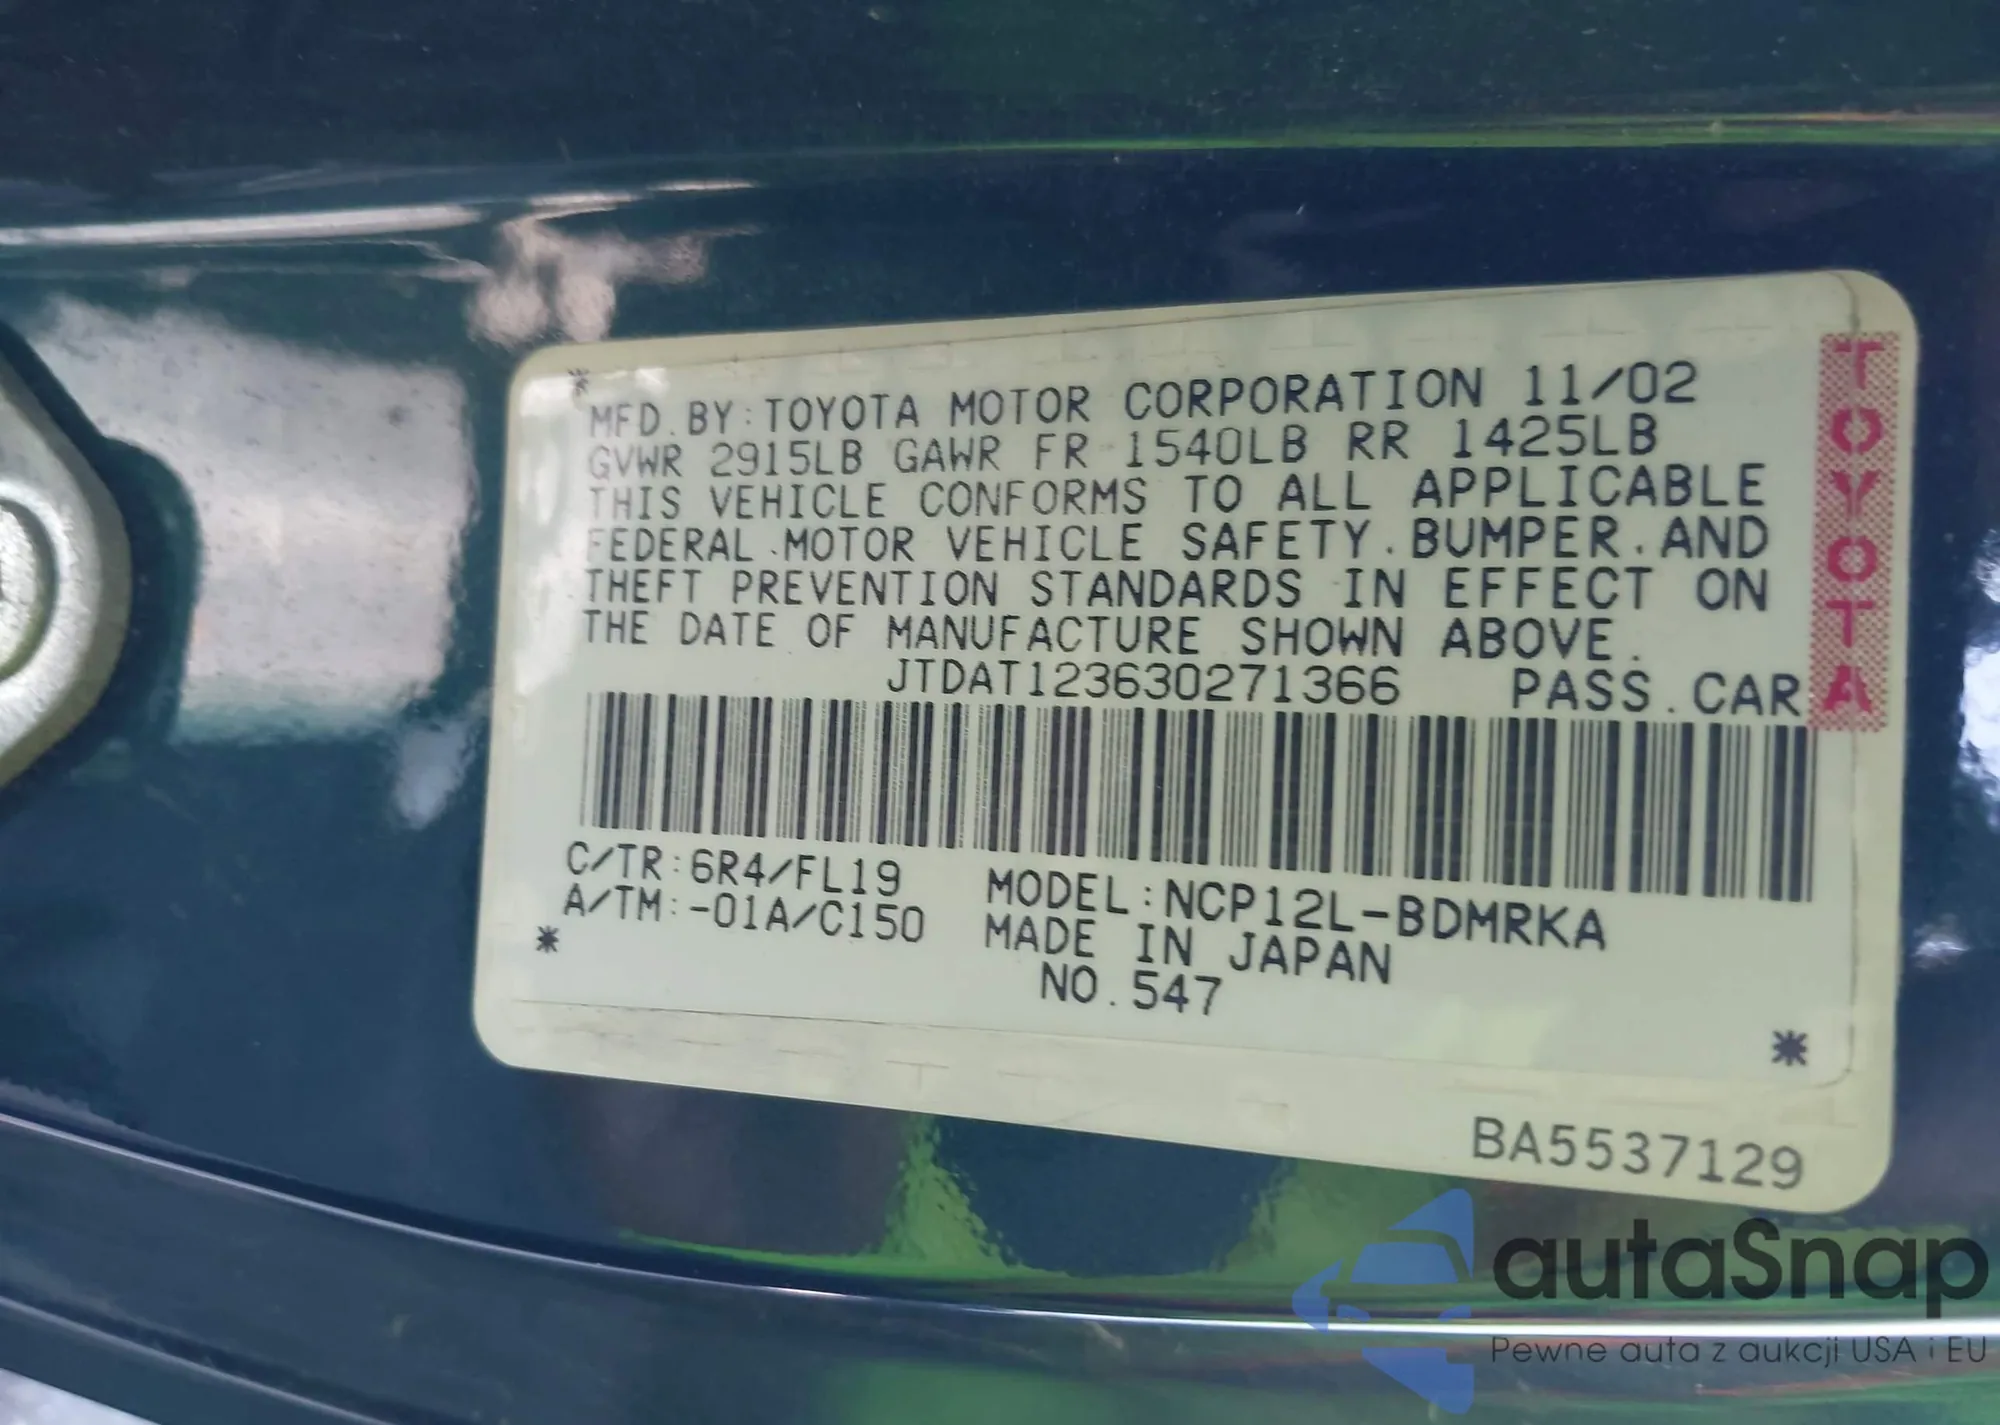 MFD.BY:TOYOTA MOTOR CORPORATION 11/02
GVWR 2915LB GAWR FR 1540LB RR 1425LB
THIS VEHICLE CONFORMS TO ALL APPLICABLE
FEDERAL.MOTOR VEHICLE SAFETY.BUMPER.AND
THEFT PREVENTION STANDARDS IN EFFECT ON
THE DATE OF MANUFACTURE SHOWN ABOVE.
JTDAT123630271366 PASS.CAR
TOYOTA
C/TR:6R4/FL19
A/TM:-01A/C150
MODEL:NCP12L-BDMRKA
MADE IN JAPAN
NO.547
BA5537129
autaSnap
Pewne auta z aukcji USA i EU